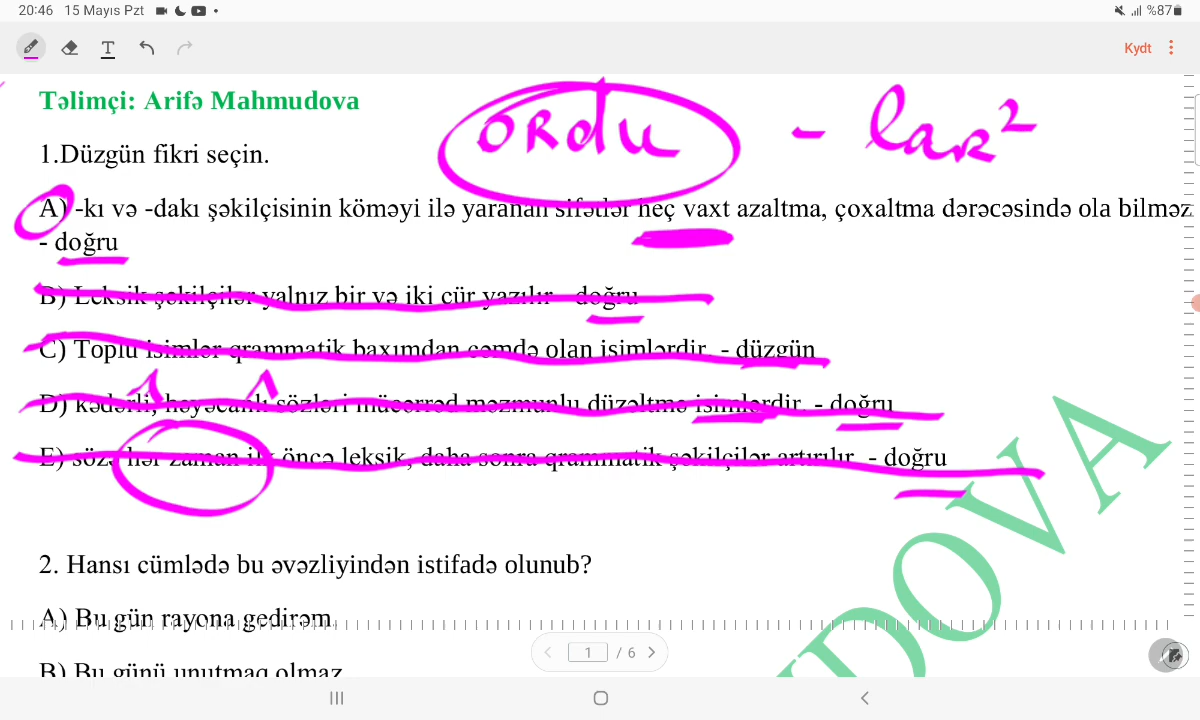 20:46 15 Mayıs Pzt
%87
Kydt
Təlimçi: Arifə Mahmudova
ORdu - laR²
1.Düzgün fikri seçin.
A) -kı və -dakı şəkilçisinin köməyi ilə yaranan sifətlər heç vaxt azaltma, çoxaltma dərəcəsində ola bilməz
- doğru
B) Leksik şəkilçilər yalnız bir və iki cür yazılır - doğru
C) Toplu isimlər qrammatik baxımdan cəmdə olan isimlərdir. - düzgün
D) kədərli, həyəcanlı sözləri mücərrəd məzmunlu düzəltmə isimlərdir. - doğru
E) sözə hər zaman ilk öncə leksik, daha sonra qrammatik şəkilçilər artırılır. - doğru
2. Hansı cümlədə bu əvəzliyindən istifadə olunub?
A) Bu gün rayona gedirəm.
B) Bu günü unutmaq olmaz
1 / 6
DOVA